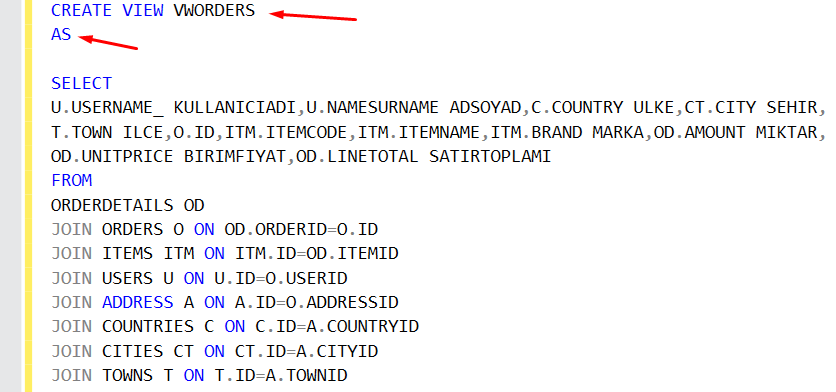 CREATE VIEW VWORDERS
AS
SELECT
U.USERNAME_ KULLANICIADI,U.NAMESURNAME ADSOYAD,C.COUNTRY ULKE,CT.CITY SEHIR,
T.TOWN ILCE,O.ID,ITM.ITEMCODE,ITM.ITEMNAME,ITM.BRAND MARKA,OD.AMOUNT MIKTAR,
OD.UNITPRICE BIRIMFIYAT,OD.LINETOTAL SATIRTOPLAMI
FROM
ORDERDETAILS OD
JOIN ORDERS O ON OD.ORDERID=O.ID
JOIN ITEMS ITM ON ITM.ID=OD.ITEMID
JOIN USERS U ON U.ID=O.USERID
JOIN ADDRESS A ON A.ID=O.ADDRESSID
JOIN COUNTRIES C ON C.ID=A.COUNTRYID
JOIN CITIES CT ON CT.ID=A.CITYID
JOIN TOWNS T ON T.ID=A.TOWNID